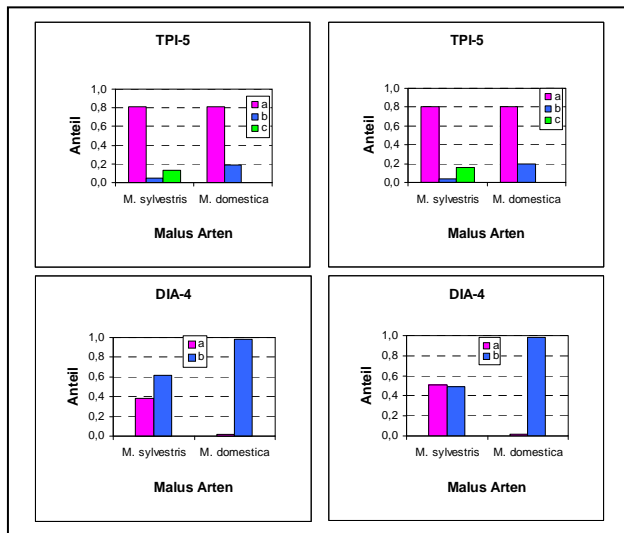 TPI-5
1,0
0,8
0,6
0,4
0,2
0,0
Anteil
a
b
c
M. sylvestris M. domestica
Malus Arten
TPI-5
1,0
0,8
0,6
0,4
0,2
0,0
Anteil
a
b
c
M. sylvestris M. domestica
Malus Arten
DIA-4
1,0
0,8
0,6
0,4
0,2
0,0
Anteil
a
b
M. sylvestris M. domestica
Malus Arten
DIA-4
1,0
0,8
0,6
0,4
0,2
0,0
Anteil
a
b
M. sylvestris M. domestica
Malus Arten